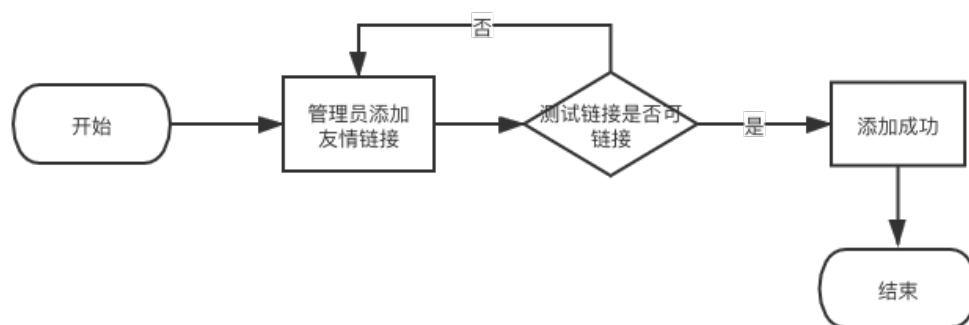 否
开始
管理员添加
友情链接
测试链接是否可
链接
是
添加成功
结束